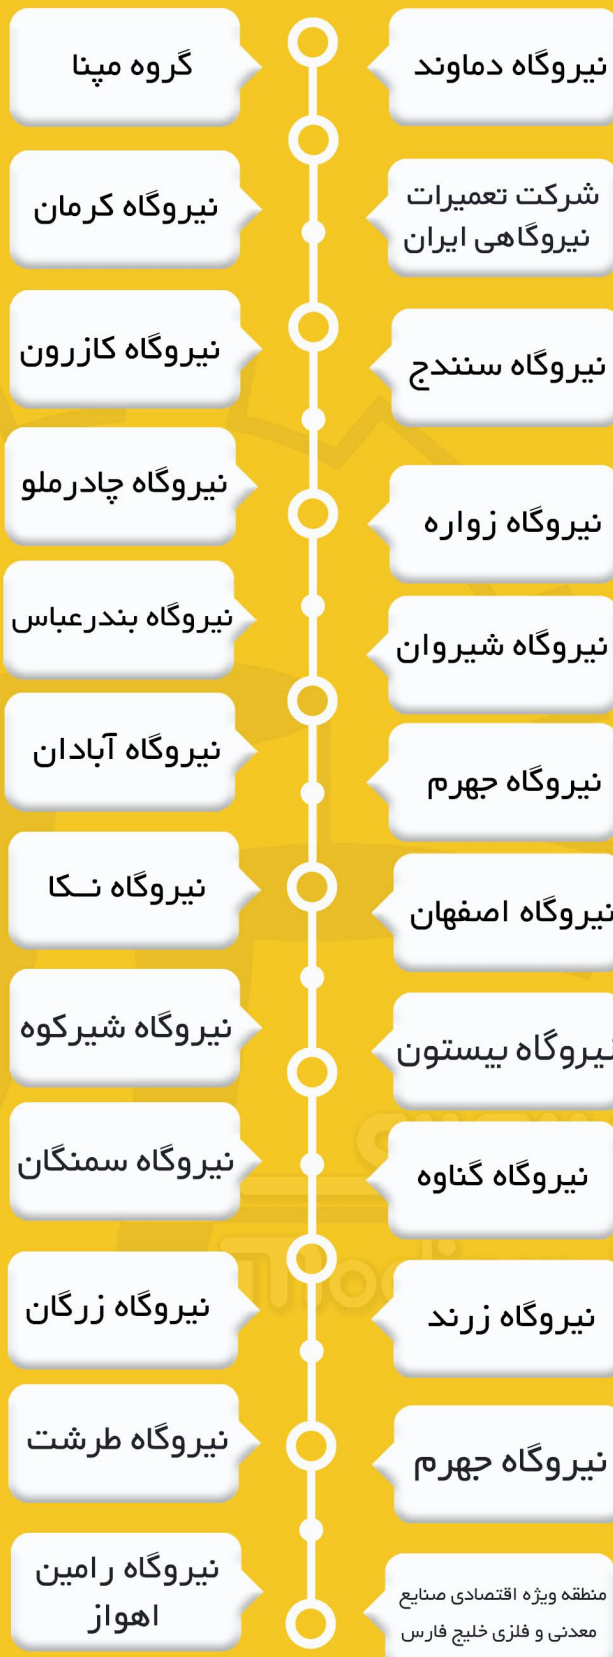 نیروگاه دماوند
گروه مپنا
شرکت تعمیرات
نیروگاهی ایران
نیروگاه کرمان
نیروگاه سنندج
نیروگاه کازرون
نیروگاه زواره
نیروگاه چادرملو
نیروگاه شیروان
نیروگاه بندرعباس
نیروگاه جهرم
نیروگاه آبادان
نیروگاه اصفهان
نیروگاه نــکا
نیروگاه بیستون
نیروگاه شیرکوه
نیروگاه گناوه
نیروگاه سمنگان
نیروگاه زرند
نیروگاه زرگان
نیروگاه جهرم
نیروگاه طرشت
منطقه ویژه اقتصادی صنایع
معدنی و فلزی خلیج فارس
نیروگاه رامین
اهواز